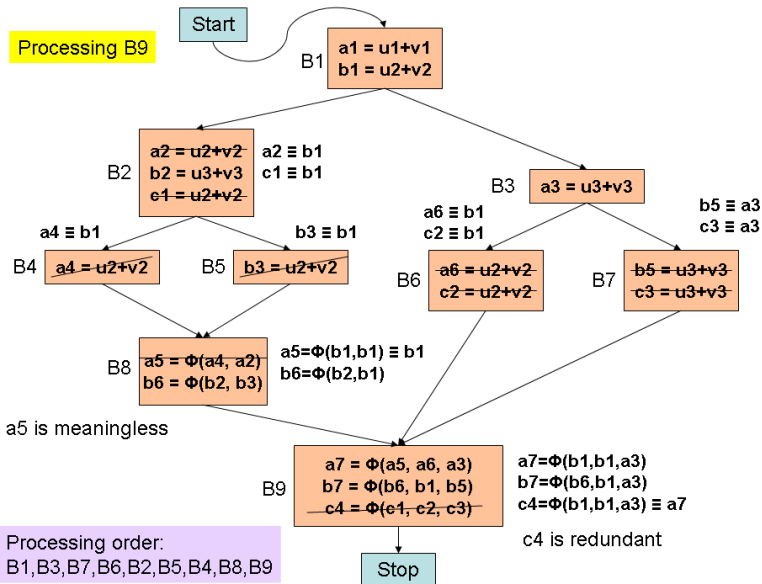 Start
Processing B9
B1
a1 = u1+v1
b1 = u2+v2
B2
a2 = u2+v2
b2 = u3+v3
c1 = u2+v2
a2 ≡ b1
c1 ≡ b1
B3
a3 = u3+v3
a4 ≡ b1
b3 ≡ b1
a6 ≡ b1
c2 ≡ b1
b5 ≡ a3
c3 ≡ a3
B4
a4 = u2+v2
B5
b3 = u2+v2
B6
a6 = u2+v2
c2 = u2+v2
B7
b5 = u3+v3
c3 = u3+v3
B8
a5 = Φ(a4, a2)
b6 = Φ(b2, b3)
a5=Φ(b1,b1) ≡ b1
b6=Φ(b2,b1)
a5 is meaningless
B9
a7 = Φ(a5, a6, a3)
b7 = Φ(b6, b1, b5)
c4 = Φ(c1, c2, c3)
a7=Φ(b1,b1,a3)
b7=Φ(b6,b1,a3)
c4=Φ(b1,b1,a3) ≡ a7
c4 is redundant
Processing order:
B1,B3,B7,B6,B2,B5,B4,B8,B9
Stop